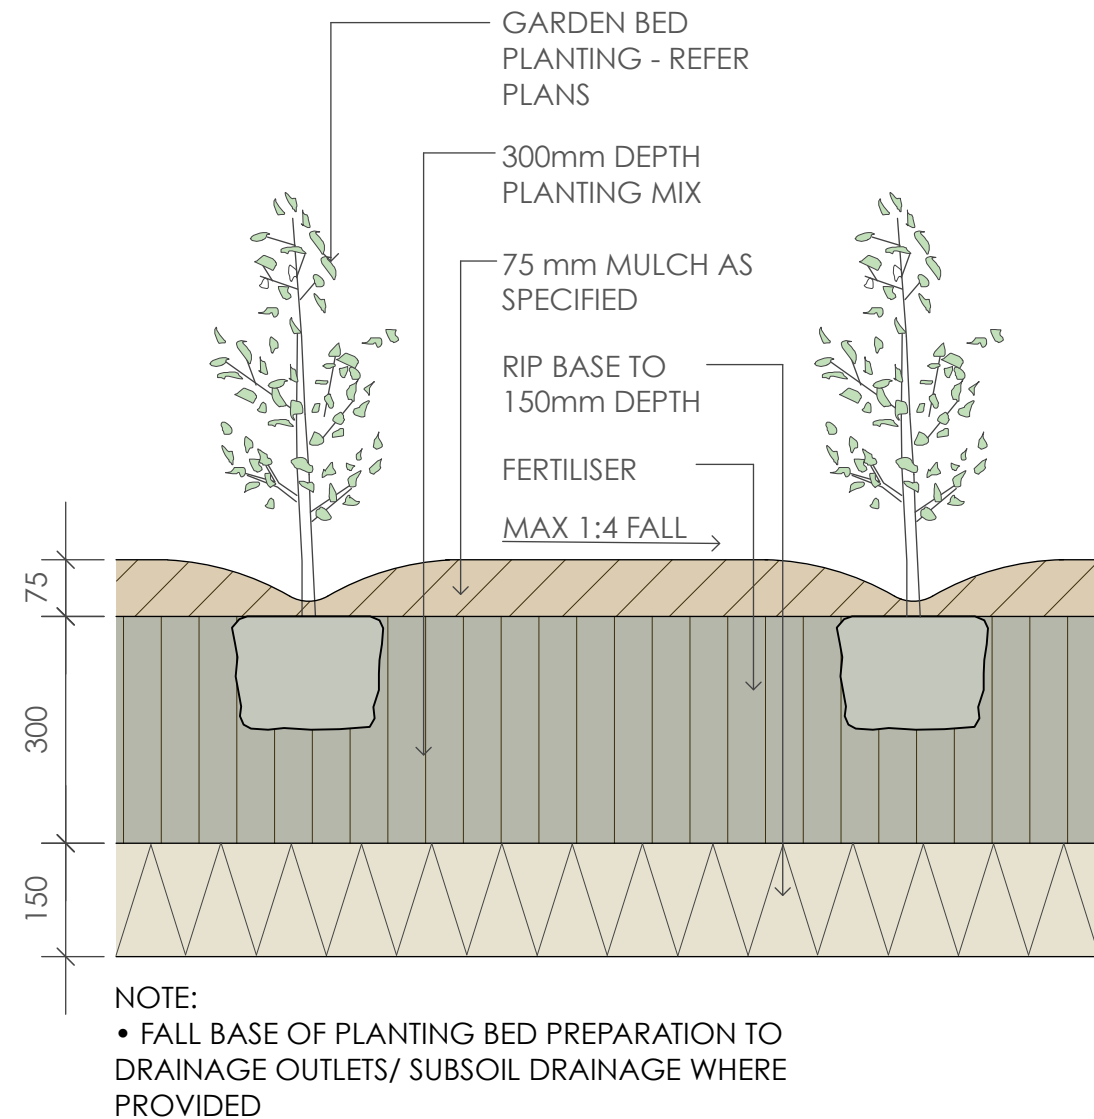 GARDEN BED
PLANTING - REFER
PLANS
300mm DEPTH
PLANTING MIX
75 mm MULCH AS
SPECIFIED
RIP BASE TO
150mm DEPTH
FERTILISER
MAX 1:4 FALL
75
300
150
NOTE:
• FALL BASE OF PLANTING BED PREPARATION TO
DRAINAGE OUTLETS/ SUBSOIL DRAINAGE WHERE
PROVIDED